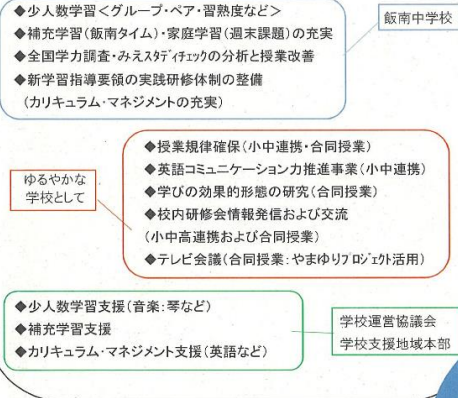 ◆少人数学習<グループ・ペア・習熟度など>
◆補充学習(飯南タイム)・家庭学習(週末課題)の充実
◆全国学力調査・みえスタディチェックの分析と授業改善
◆新学習指導要領の実践研修体制の整備
(カリキュラム・マネジメントの充実)
飯南中学校
ゆるやかな
学校として
◆授業規律確保(小中連携・合同授業)
◆英語コミュニケーション力推進事業(小中連携)
◆学びの効果的形態の研究(合同授業)
◆校内研修会情報発信および交流
(小中高連携および合同授業)
◆テレビ会議(合同授業:やまゆりプロジェクト活用)
◆少人数学習支援(音楽:琴など)
◆補充学習支援
◆カリキュラム・マネジメント支援(英語など)
学校運営協議会
学校支援地域本部